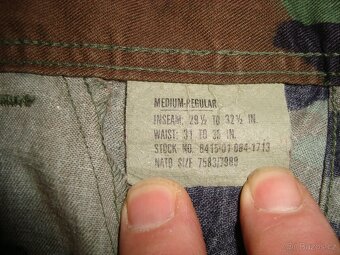 MEDIUM-REGULAR
INSEAM: 29 ½ TO 32 ½ IN.
WAIST: 31 TO 35 IN.
STOCK NO. 8415-01-084-1713
NATO SIZE 7583/7989